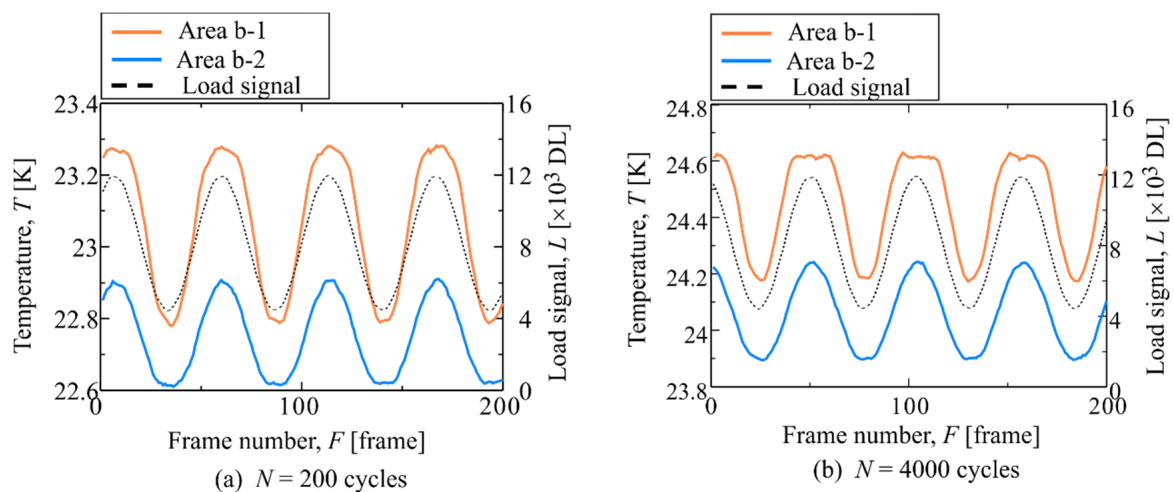 Area b-1
Area b-2
Load signal
23.4
23.2
23
22.8
22.6
Temperature, T [K]
16
12
8
4
0
Load signal, L [×10³ DL]
0
100
200
Frame number, F [frame]
(a) N = 200 cycles
Area b-1
Area b-2
Load signal
24.8
24.6
24.4
24.2
24
23.8
Temperature, T [K]
16
12
8
4
0
Load signal, L [×10³ DL]
0
100
200
Frame number, F [frame]
(b) N = 4000 cycles